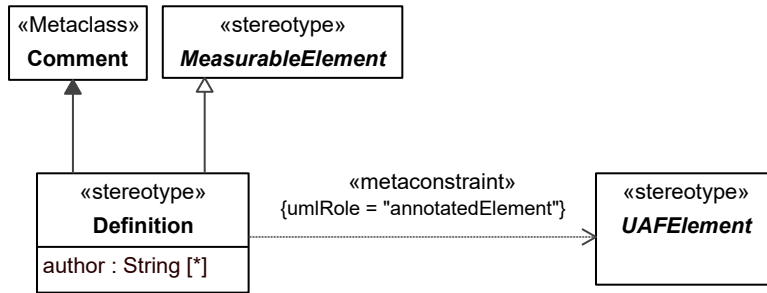 «Metaclass»
Comment
«stereotype»
MeasurableElement
«stereotype»
Definition
author : String [*]
«metaconstraint»
{umlRole = "annotatedElement"}
«stereotype»
UAFElement